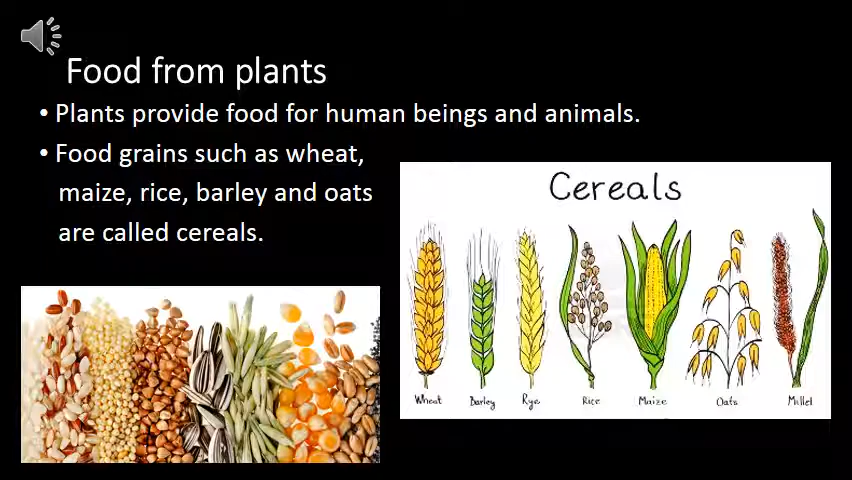 Food from plants
• Plants provide food for human beings and animals.
• Food grains such as wheat,
maize, rice, barley and oats
are called cereals.
Cereals
Wheat Barley Rye Rice Maize Oats Millet